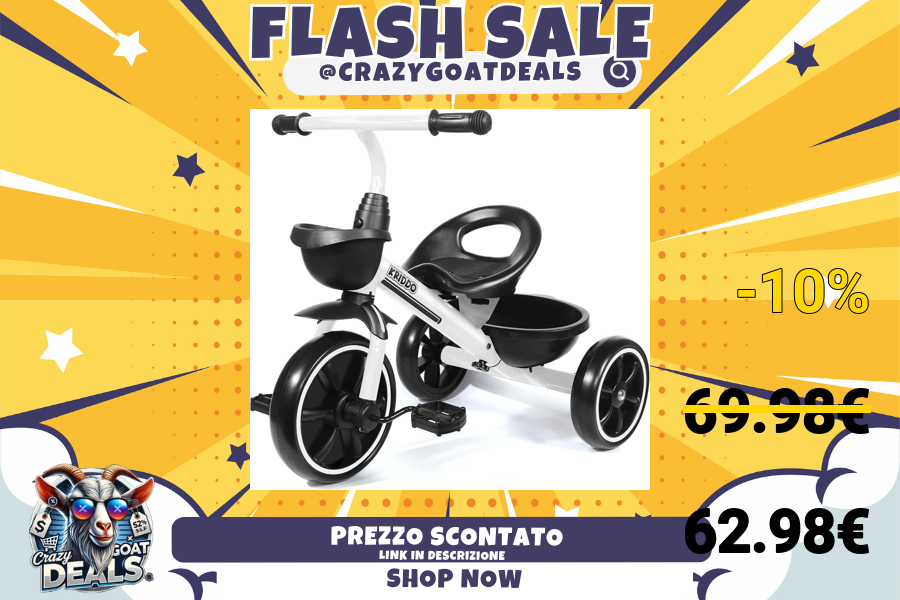 FLASH SALE
@CRAZYGOATDEALS
KRIDDO
-10%
69.98€
62.98€
PREZZO SCONTATO
LINK IN DESCRIZIONE
SHOP NOW
$
52%
Crazy GOAT
DEALS